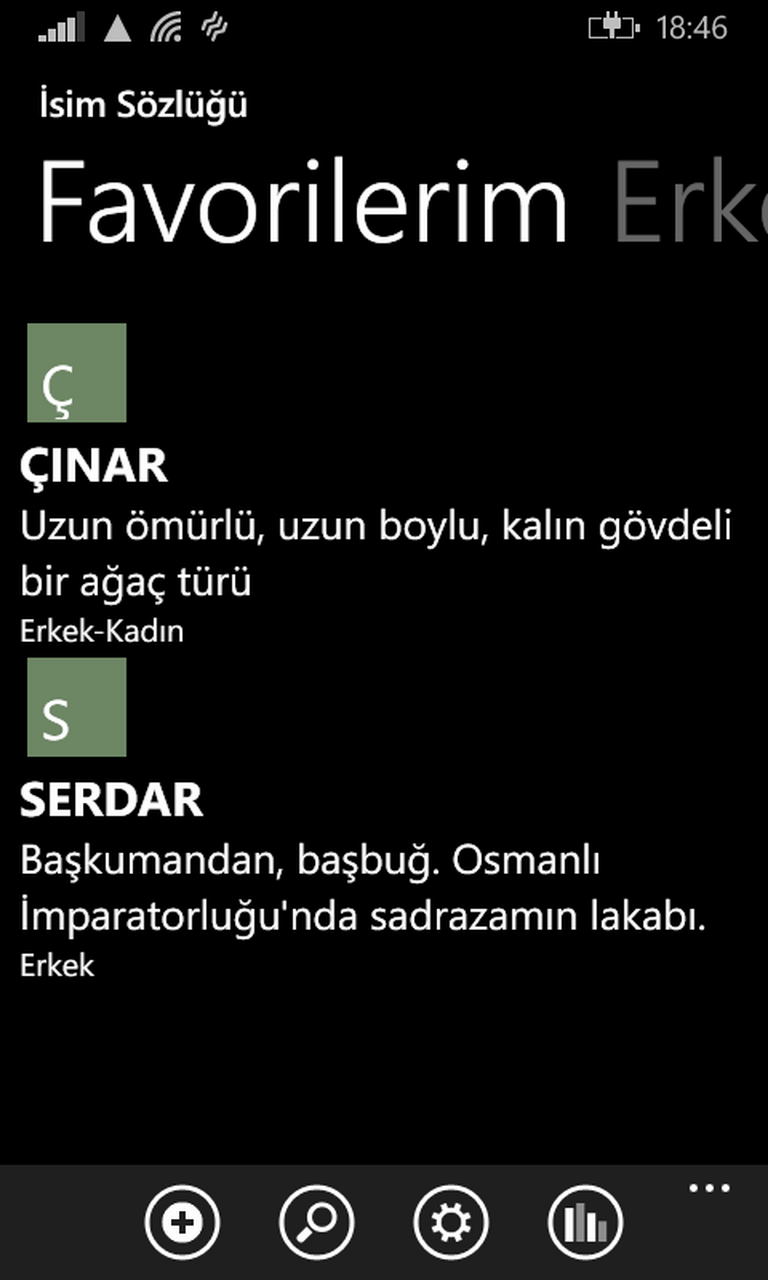 18:46
İsim Sözlüğü
Favorilerim Erke
Ç
ÇINAR
Uzun ömürlü, uzun boylu, kalın gövdeli
bir ağaç türü
Erkek-Kadın
S
SERDAR
Başkumandan, başbuğ. Osmanlı
İmparatorluğu'nda sadrazamın lakabı.
Erkek